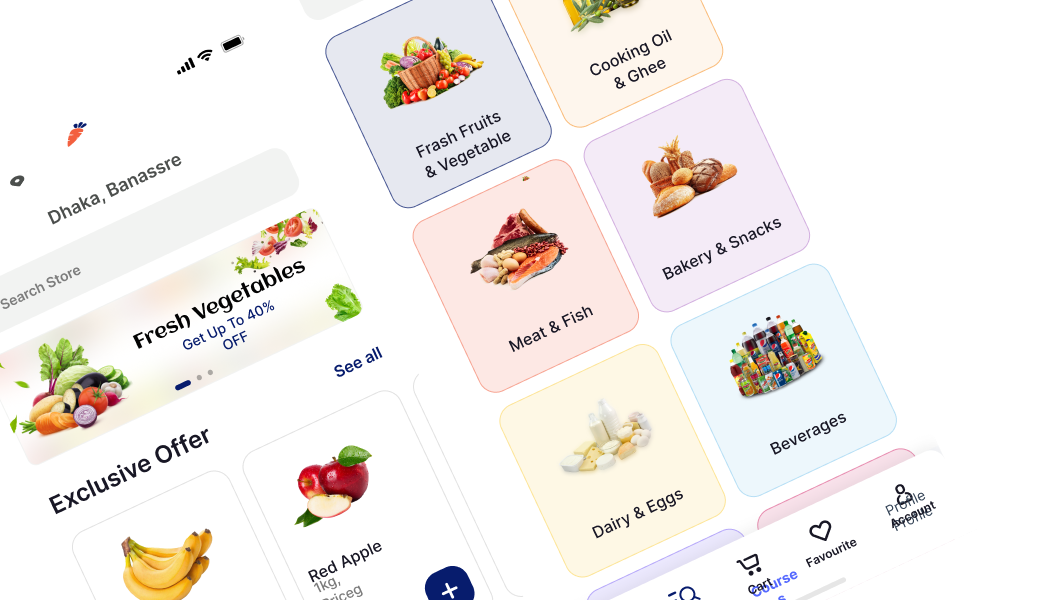 Dhaka, Banassre
Search Store
Fresh Vegetables
Get Up To 40%
OFF
See all
Exclusive Offer
Red Apple
1kg,
Priceg
Cooking Oil
& Ghee
Frash Fruits
& Vegetable
Bakery & Snacks
Meat & Fish
Beverages
Dairy & Eggs
Profile
Profile
Account
Favourite
Cart
Course
s